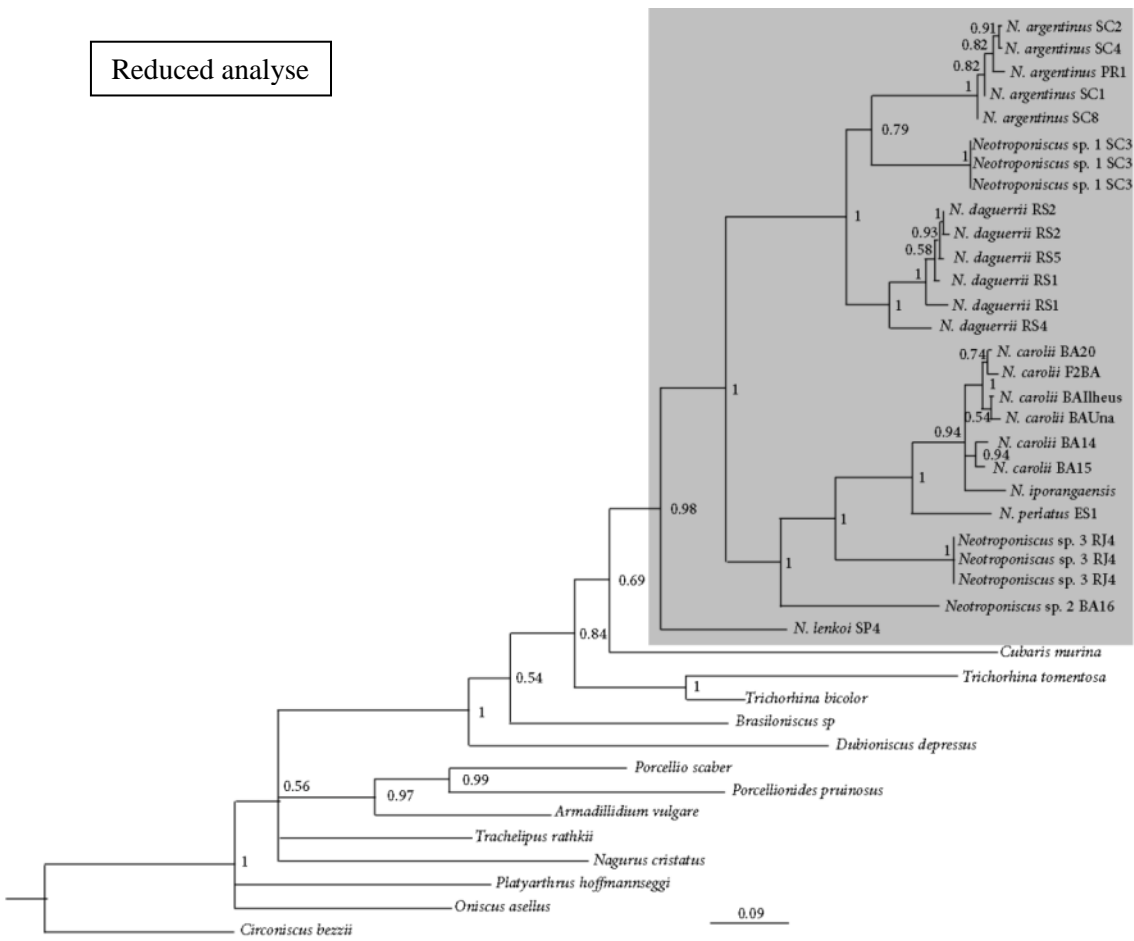 Reduced analyse
0.91
N. argentinus SC2
0.82
N. argentinus SC4
0.82
N. argentinus PR1
1
N. argentinus SC1
N. argentinus SC8
0.79
Neotroponiscus sp. 1 SC3
1
Neotroponiscus sp. 1 SC3
Neotroponiscus sp. 1 SC3
1
1
N. daguerrii RS2
0.93
N. daguerrii RS2
0.58
N. daguerrii RS5
1
N. daguerrii RS1
1
N. daguerrii RS1
N. daguerrii RS4
1
0.74
N. carolii BA20
N. carolii F2BA
1
N. carolii BAIlheus
0.54
N. carolii BAUna
0.94
N. carolii BA14
0.94
N. carolii BA15
1
N. iporangaensis
N. perlatus ES1
1
Neotroponiscus sp. 3 RJ4
1
Neotroponiscus sp. 3 RJ4
Neotroponiscus sp. 3 RJ4
1
Neotroponiscus sp. 2 BA16
0.98
N. lenkoi SP4
0.69
Cubaris murina
0.84
Trichorhina tomentosa
1
Trichorhina bicolor
0.54
Brasiloniscus sp
1
Dubioniscus depressus
Porcellio scaber
0.99
Porcellionides pruinosus
0.56
0.97
Armadillidium vulgare
Trachelipus rathkii
Nagurus cristatus
1
Platyarthrus hoffmannseggi
Oniscus asellus
0.09
Circoniscus bezzii